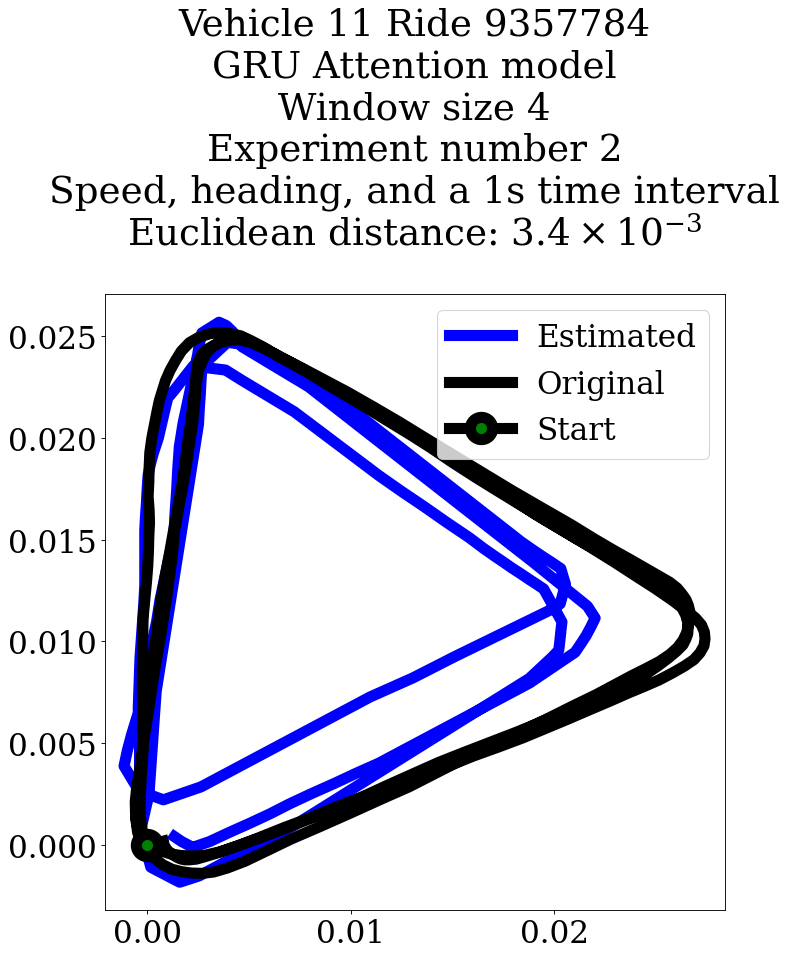 Vehicle 11 Ride 9357784
GRU Attention model
Window size 4
Experiment number 2
Speed, heading, and a 1s time interval
Euclidean distance: 3.4 × 10⁻³
Estimated
Original
Start
0.025
0.020
0.015
0.010
0.005
0.000
0.00 0.01 0.02